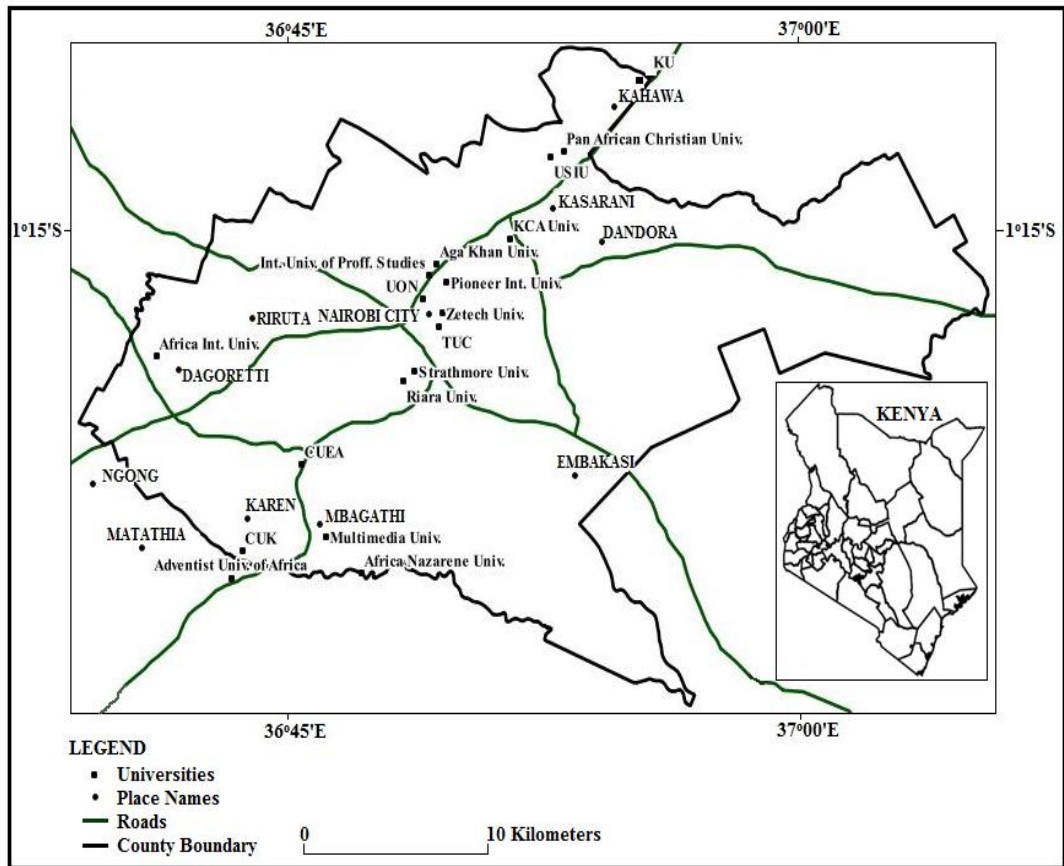 36°45'E
37°00'E
KU
KAHAWA
Pan African Christian Univ.
USIU
KASARANI
1°15'S
1°15'S
KCA Univ.
DANDORA
Aga Khan Univ.
Int.-Univ. of Proff. Studies
Pioneer Int. Univ.
UON
RIRUTA
NAIROBI CITY
Zetech Univ.
TUC
Africa Int. Univ.
DAGORETTI
Strathmore Univ.
Riara Univ.
KENYA
CUEA
EMBAKASI
NGONG
KAREN
MBAGATHI
MATATHIA
CUK
Multimedia Univ.
Adventist Univ. of Africa
Africa Nazarene Univ.
36°45'E
37°00'E
LEGEND
Universities
Place Names
Roads
County Boundary
0
10 Kilometers